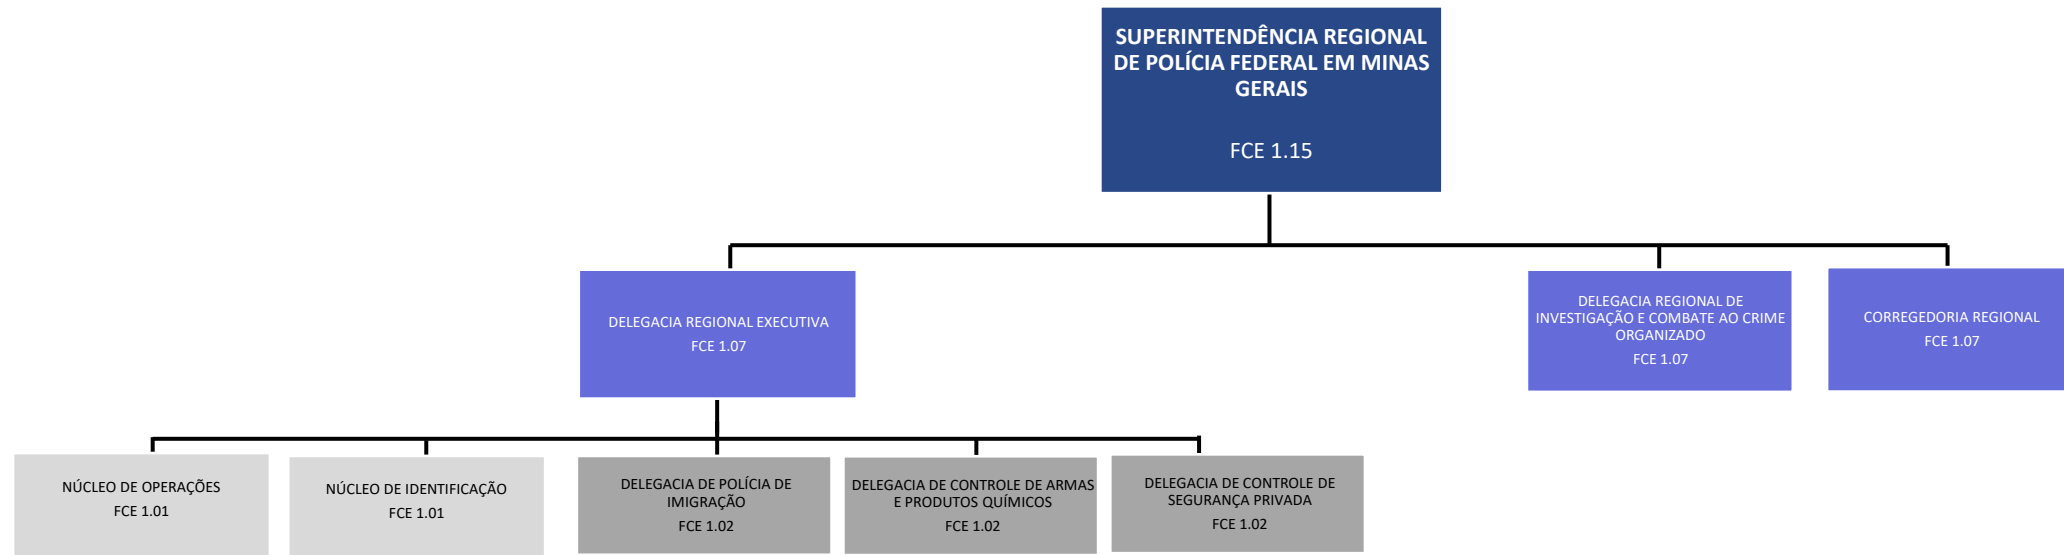 SUPERINTENDÊNCIA REGIONAL
DE POLÍCIA FEDERAL EM MINAS
GERAIS
FCE 1.15
DELEGACIA REGIONAL EXECUTIVA
FCE 1.07
DELEGACIA REGIONAL DE
INVESTIGAÇÃO E COMBATE AO CRIME
ORGANIZADO
FCE 1.07
CORREGEDORIA REGIONAL
FCE 1.07
NÚCLEO DE OPERAÇÕES
FCE 1.01
NÚCLEO DE IDENTIFICAÇÃO
FCE 1.01
DELEGACIA DE POLÍCIA DE
IMIGRAÇÃO
FCE 1.02
DELEGACIA DE CONTROLE DE ARMAS
E PRODUTOS QUÍMICOS
FCE 1.02
DELEGACIA DE CONTROLE DE
SEGURANÇA PRIVADA
FCE 1.02